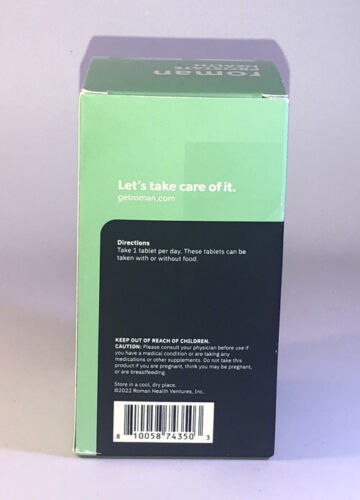 roman
PROSTATE
HEALTH
Let's take care of it.
getroman.com
Directions
Take 1 tablet per day. These tablets can be
taken with or without food.
KEEP OUT OF REACH OF CHILDREN.
CAUTION: Please consult your physician before use if
you have a medical condition or are taking any
medications or other supplements. Do not take this
product if you are pregnant, think you may be pregnant,
or are breastfeeding.
Store in a cool, dry place.
©2022 Roman Health Ventures, Inc.
8 10058 74350 3